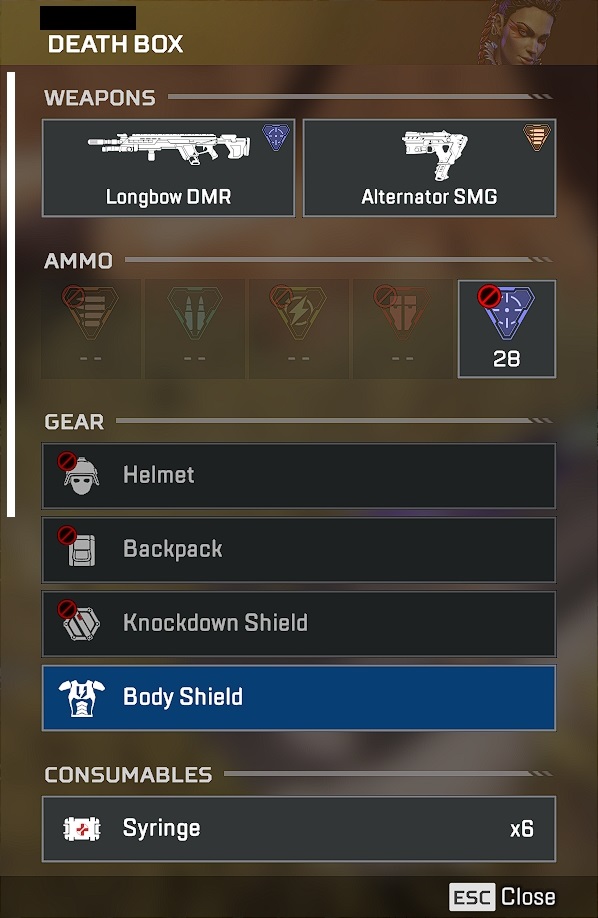 DEATH BOX
WEAPONS
Longbow DMR
Alternator SMG
AMMO
- -
- -
- -
- -
28
GEAR
Helmet
Backpack
Knockdown Shield
Body Shield
CONSUMABLES
Syringe x6
ESC Close